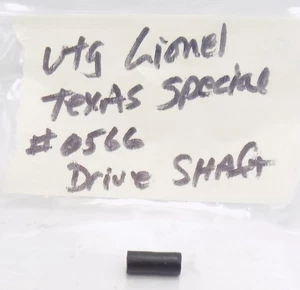 Vtg Lionel
Texas Special
#0566
Drive Shaft